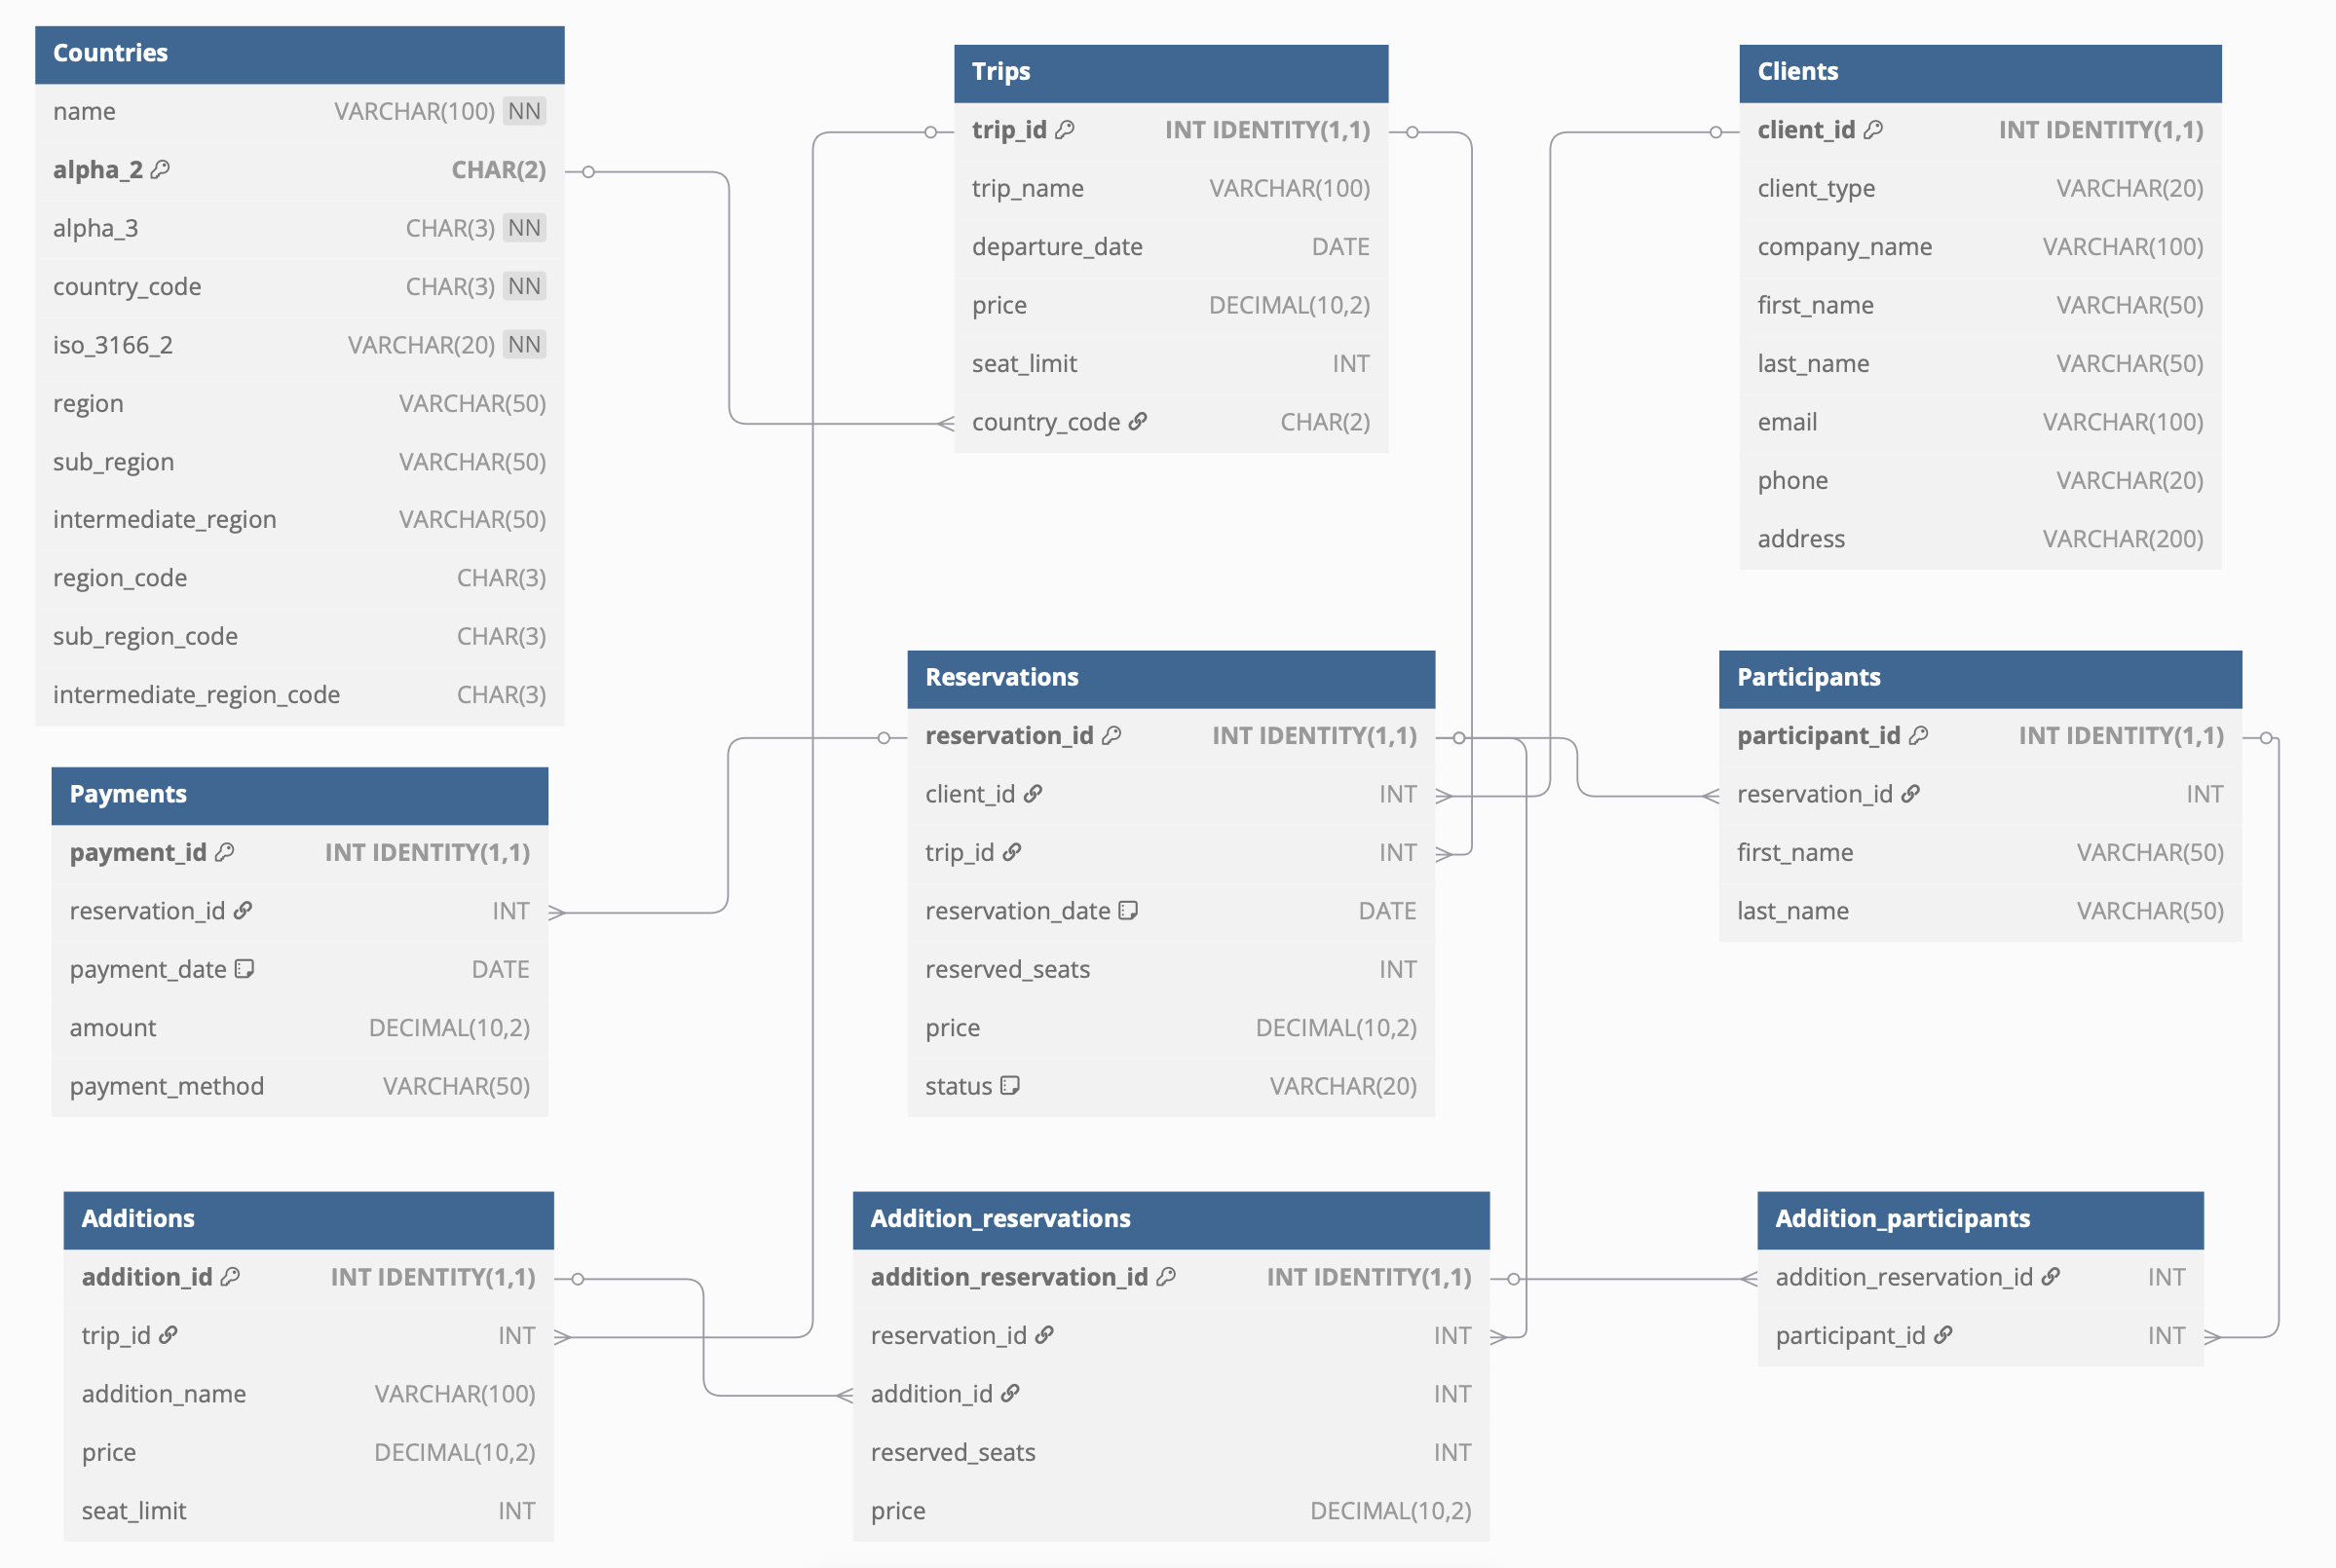 Countries
name VARCHAR(100) NN
alpha_2 CHAR(2)
alpha_3 CHAR(3) NN
country_code CHAR(3) NN
iso_3166_2 VARCHAR(20) NN
region VARCHAR(50)
sub_region VARCHAR(50)
intermediate_region VARCHAR(50)
region_code CHAR(3)
sub_region_code CHAR(3)
intermediate_region_code CHAR(3)
Trips
trip_id INT IDENTITY(1,1)
trip_name VARCHAR(100)
departure_date DATE
price DECIMAL(10,2)
seat_limit INT
country_code CHAR(2)
Clients
client_id INT IDENTITY(1,1)
client_type VARCHAR(20)
company_name VARCHAR(100)
first_name VARCHAR(50)
last_name VARCHAR(50)
email VARCHAR(100)
phone VARCHAR(20)
address VARCHAR(200)
Payments
payment_id INT IDENTITY(1,1)
reservation_id INT
payment_date DATE
amount DECIMAL(10,2)
payment_method VARCHAR(50)
Reservations
reservation_id INT IDENTITY(1,1)
client_id INT
trip_id INT
reservation_date DATE
reserved_seats INT
price DECIMAL(10,2)
status VARCHAR(20)
Participants
participant_id INT IDENTITY(1,1)
reservation_id INT
first_name VARCHAR(50)
last_name VARCHAR(50)
Additions
addition_id INT IDENTITY(1,1)
trip_id INT
addition_name VARCHAR(100)
price DECIMAL(10,2)
seat_limit INT
Addition_reservations
addition_reservation_id INT IDENTITY(1,1)
reservation_id INT
addition_id INT
reserved_seats INT
price DECIMAL(10,2)
Addition_participants
addition_reservation_id INT
participant_id INT